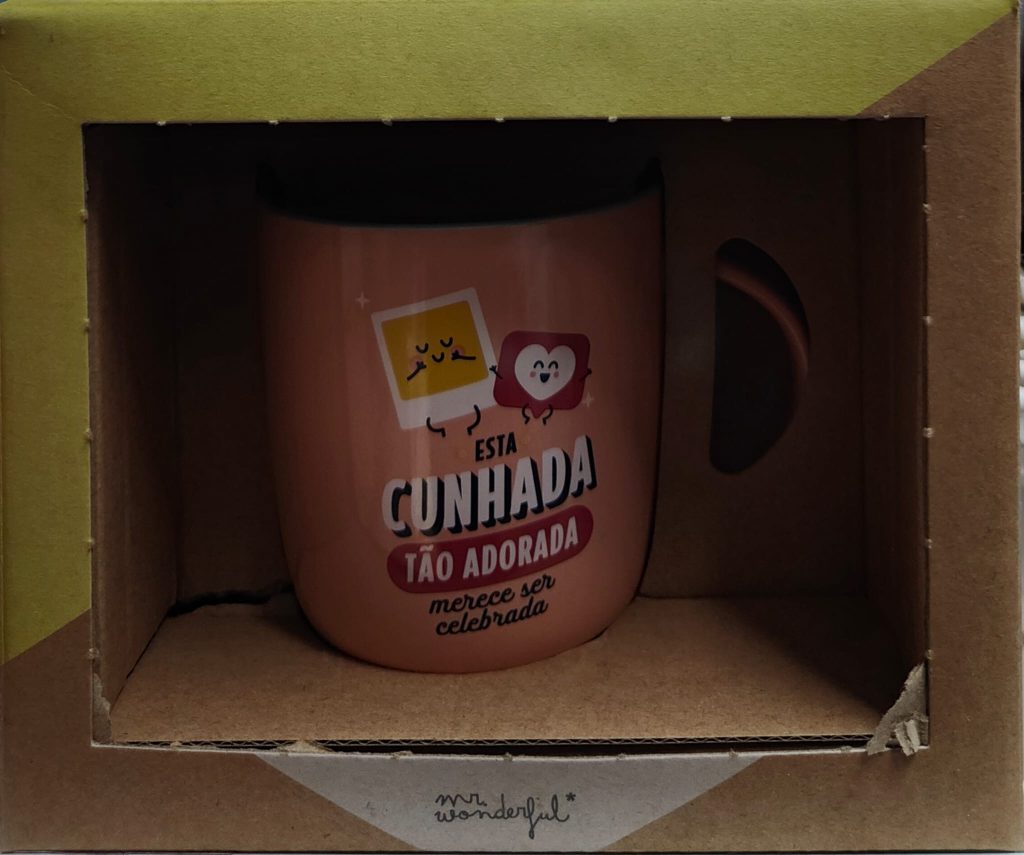 ESTA
CUNHADA
TÃO ADORADA
merece ser
celebrada
mr.
wonderful*